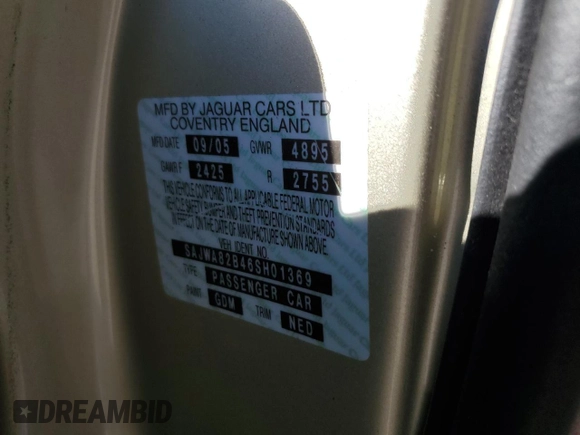 MFD BY JAGUAR CARS LTD
COVENTRY ENGLAND
MFD.DATE 09/05 GVWR 4895
GAWR F 2425 R 2755
THIS VEHICLE CONFORMS TO ALL APPLICABLE FEDERAL MOTOR
VEHICLE SAFETY BUMPER AND THEFT PREVENTION STANDARDS
IN EFFECT ON THE DATE OF MANUFACTURE SHOWN ABOVE.
VEH. IDENT NO.
SAJWA82B46SH01369
TYPE PASSENGER CAR
PAINT GDM TRIM NED
DREAMBID